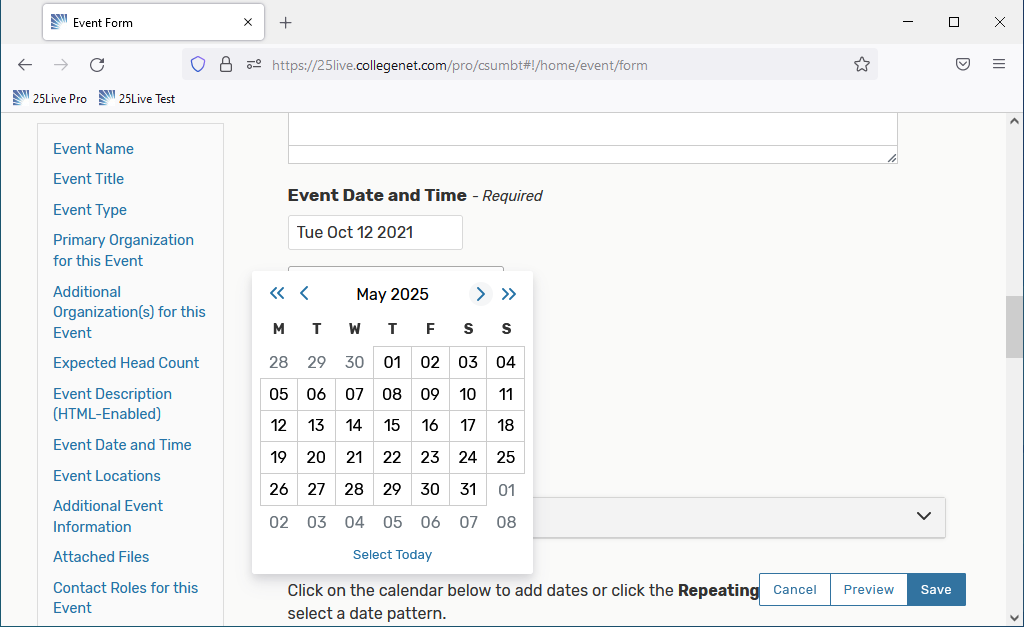 Event Form
https://25live.collegenet.com/pro/csumbt#!/home/event/form
25Live Pro 25Live Test
Event Name
Event Title
Event Type
Primary Organization
for this Event
Additional
Organization(s) for this
Event
Expected Head Count
Event Description
(HTML-Enabled)
Event Date and Time
Event Locations
Additional Event
Information
Attached Files
Contact Roles for this
Event
Event Date and Time - Required
Tue Oct 12 2021
May 2025
M T W T F S S
28 29 30 01 02 03 04
05 06 07 08 09 10 11
12 13 14 15 16 17 18
19 20 21 22 23 24 25
26 27 28 29 30 31 01
02 03 04 05 06 07 08
Select Today
Click on the calendar below to add dates or click the Repeating
select a date pattern.
Cancel Preview Save